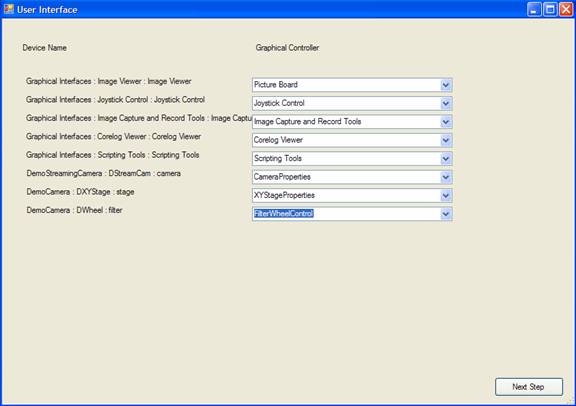 User Interface
Device Name Graphical Controller
Graphical Interfaces : Image Viewer : Image Viewer Picture Board
Graphical Interfaces : Joystick Control : Joystick Control Joystick Control
Graphical Interfaces : Image Capture and Record Tools : Image Captu Image Capture and Record Tools
Graphical Interfaces : Corelog Viewer : Corelog Viewer Corelog Viewer
Graphical Interfaces : Scripting Tools : Scripting Tools Scripting Tools
DemoStreamingCamera : DStreamCam : camera CameraProperties
DemoCamera : DXYStage : stage XYStageProperties
DemoCamera : DWheel : filter FilterWheelControl
Next Step